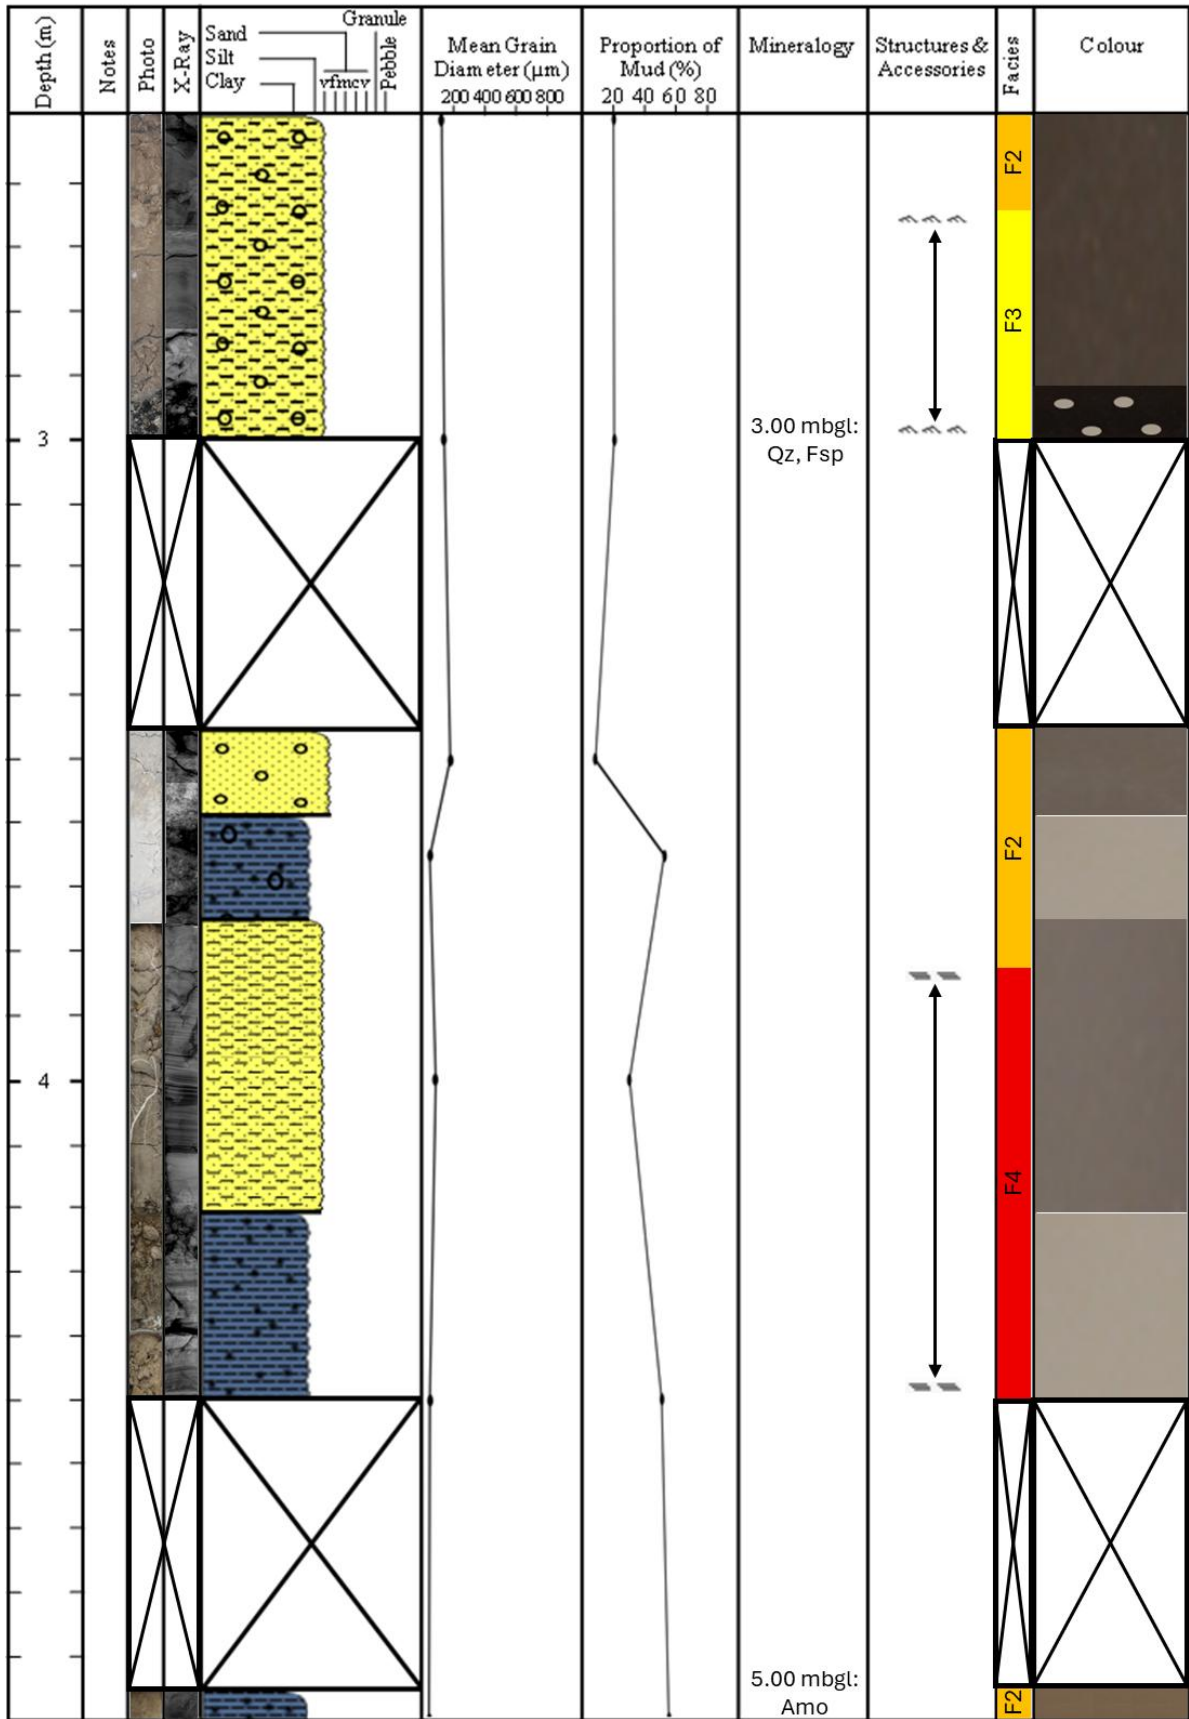 Depth (m)
Notes
Photo
X-Ray
Granule
Sand
Silt
Clay
vfmcv
Pebble
Mean Grain
Diameter (μm)
200 400 600 800
Proportion of
Mud (%)
20 40 60 80
Mineralogy
Structures &
Accessories
Facies
Colour
F2
F3
3
3.00 mbgl:
Qz, Fsp
F2
4
F4
5.00 mbgl:
Amo
F2